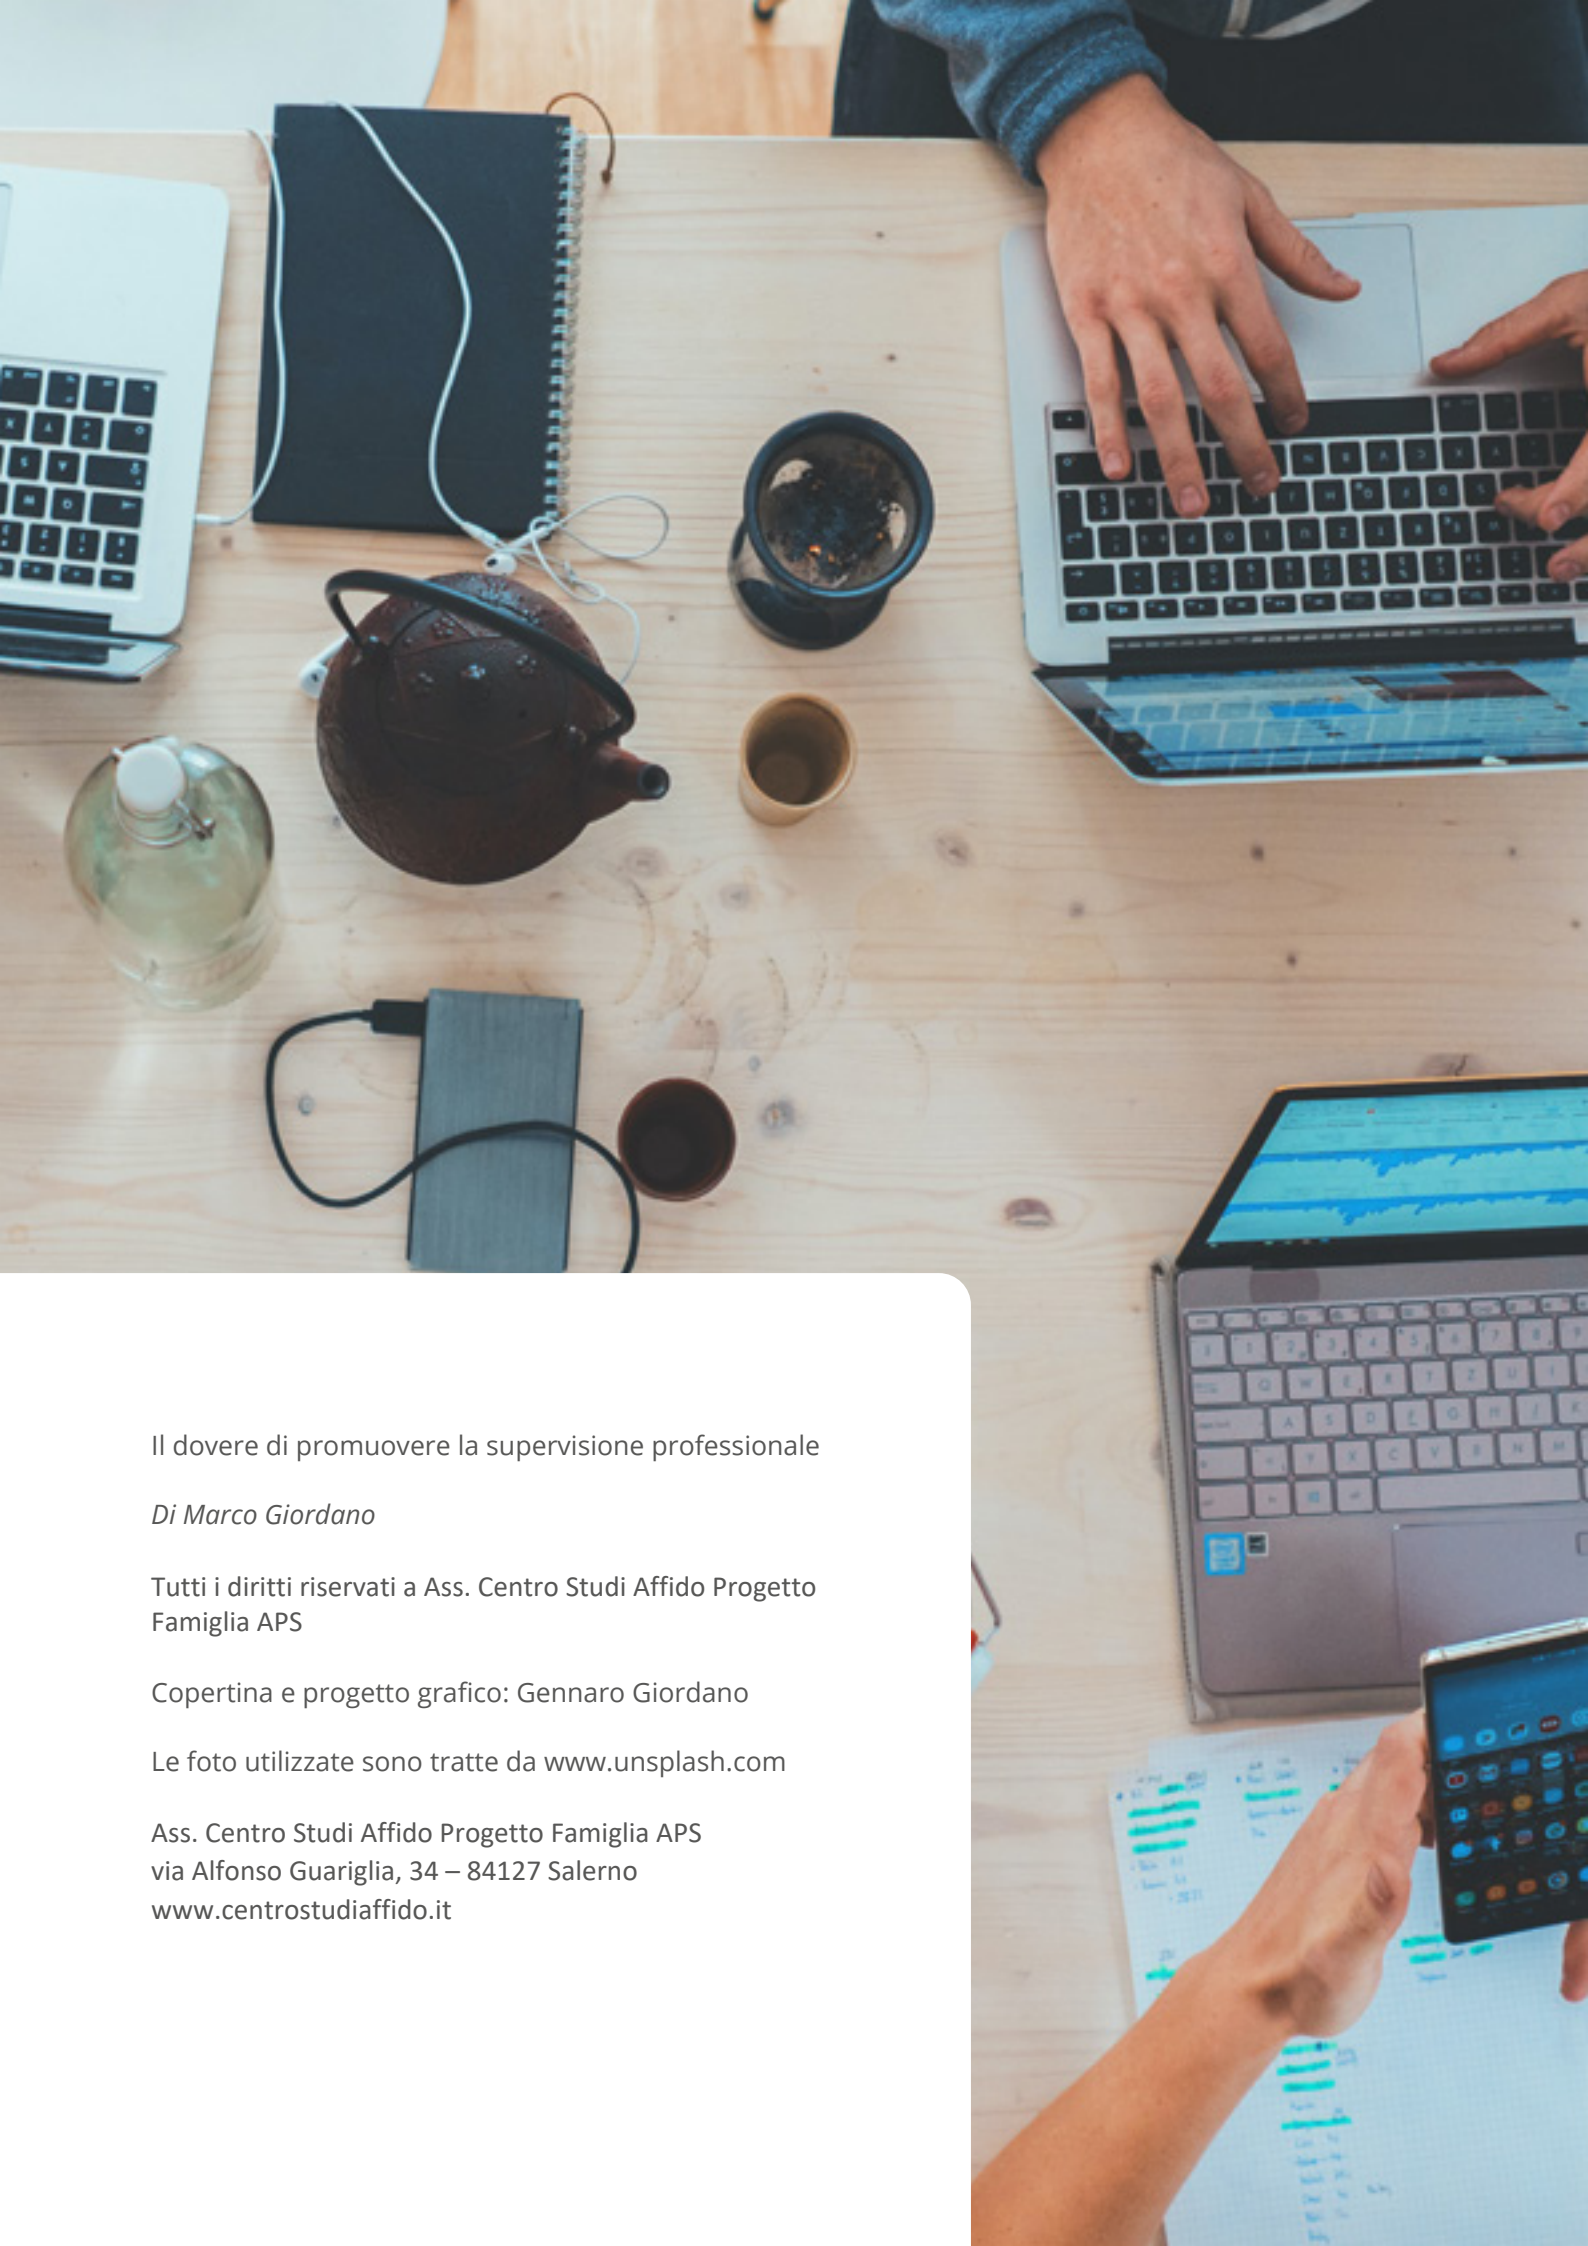 Il dovere di promuovere la supervisione professionale
Di Marco Giordano
Tutti i diritti riservati a Ass. Centro Studi Affido Progetto
Famiglia APS
Copertina e progetto grafico: Gennaro Giordano
Le foto utilizzate sono tratte da www.unsplash.com
Ass. Centro Studi Affido Progetto Famiglia APS
via Alfonso Guariglia, 34 – 84127 Salerno
www.centrostudiaffido.it